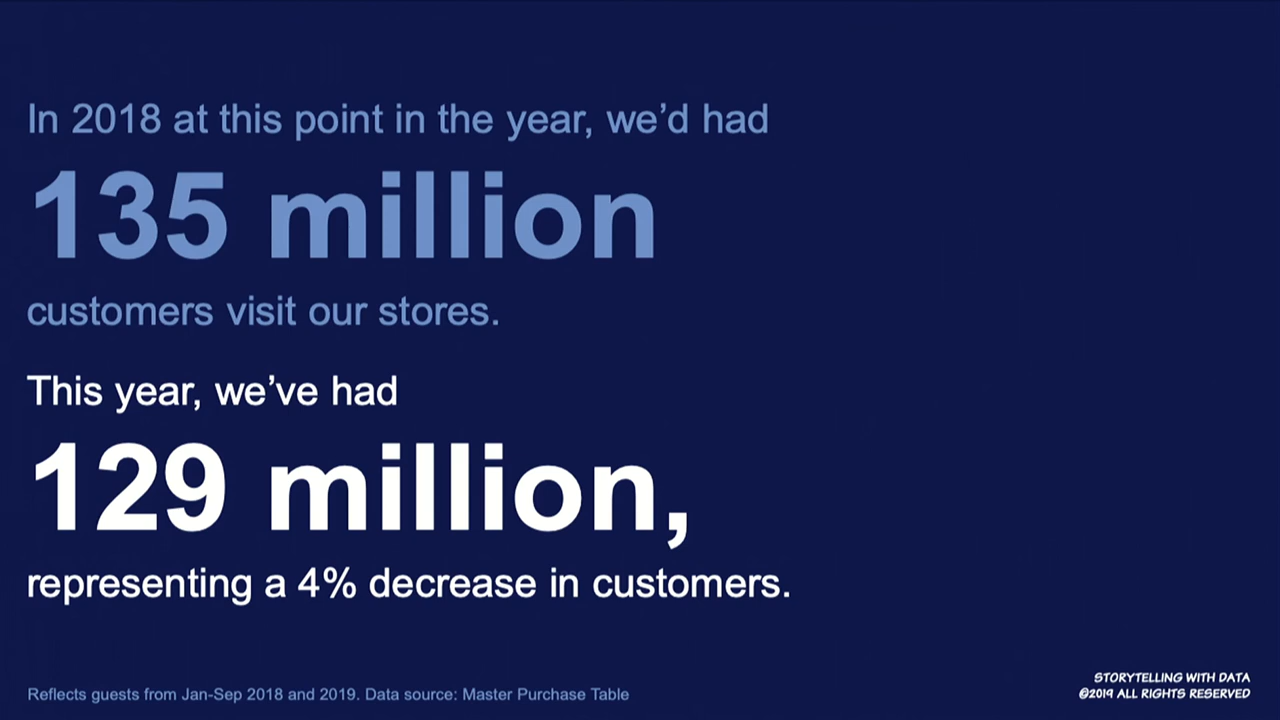 In 2018 at this point in the year, we’d had
135 million
customers visit our stores.
This year, we’ve had
129 million,
representing a 4% decrease in customers.
Reflects guests from Jan-Sep 2018 and 2019. Data source: Master Purchase Table
STORYTELLING WITH DATA
©2019 ALL RIGHTS RESERVED